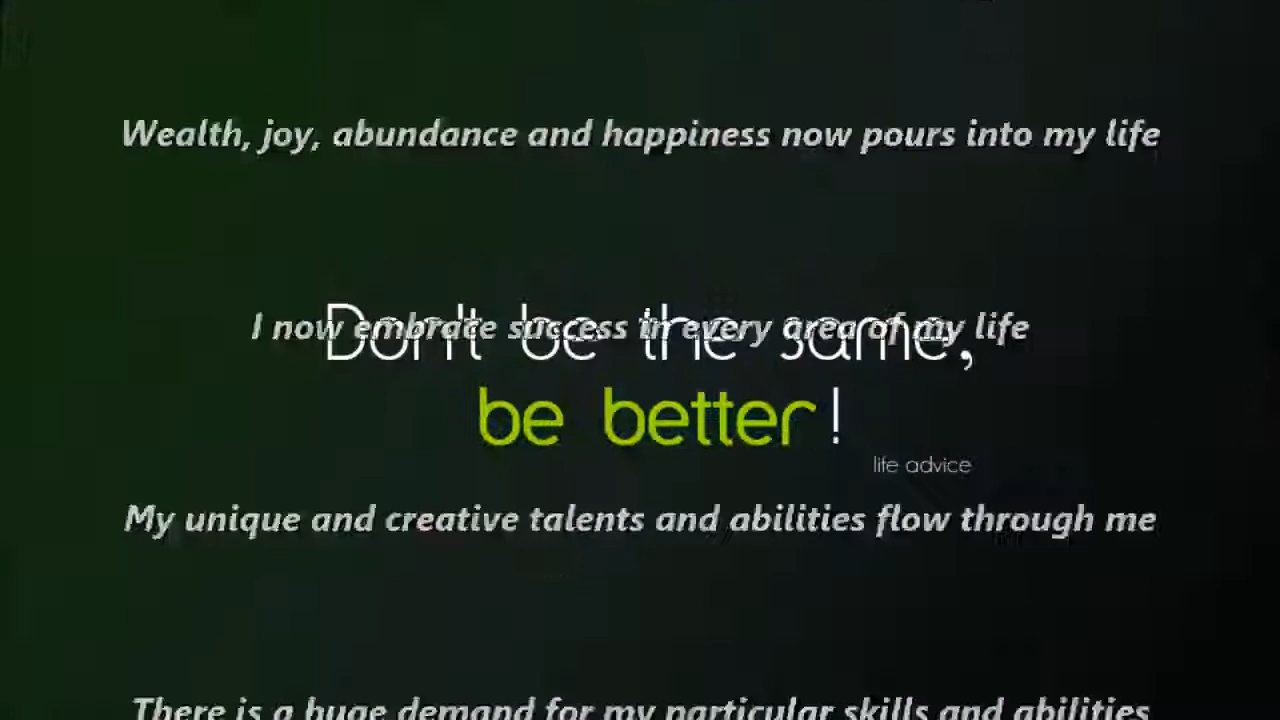 Wealth, joy, abundance and happiness now pours into my life
I now embrace success in every area of my life
Don't be the same,
be better!
life advice
My unique and creative talents and abilities flow through me
There is a huge demand for my particular skills and abilities